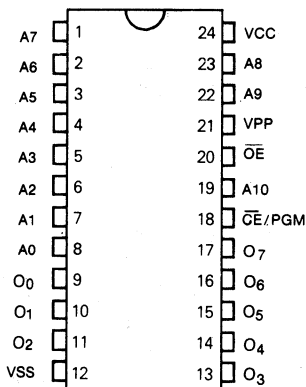 A7 1 24 VCC
A6 2 23 A8
A5 3 22 A9
A4 4 21 VPP
A3 5 20 O̅E̅
A2 6 19 A10
A1 7 18 C̅E̅/PGM
A0 8 17 O7
O0 9 16 O6
O1 10 15 O5
O2 11 14 O4
VSS 12 13 O3